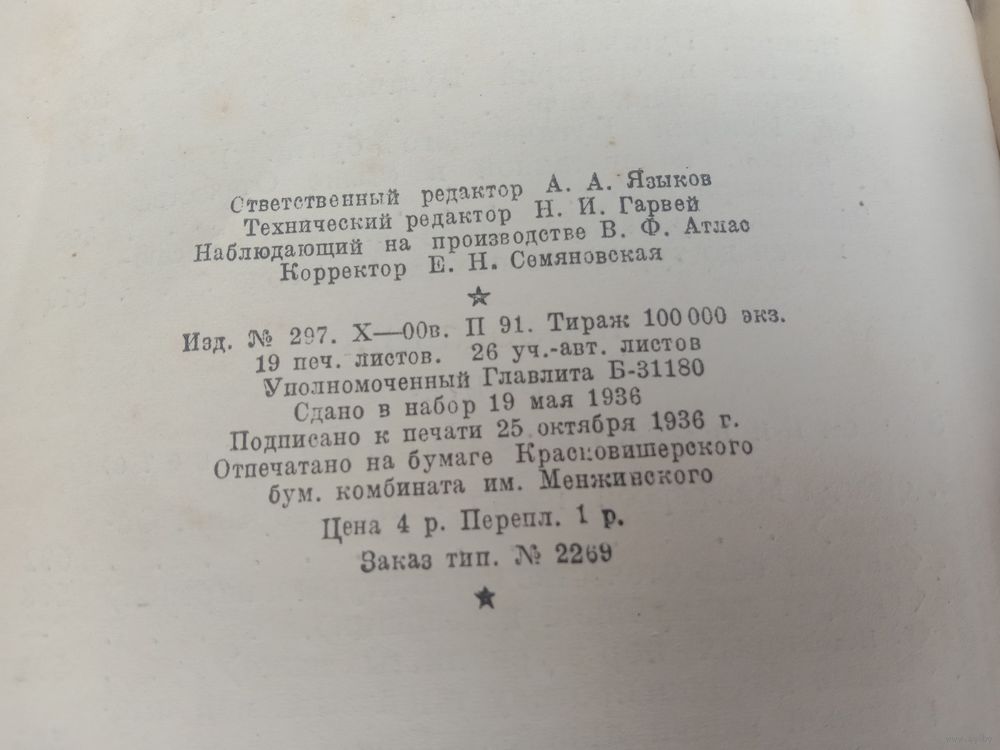 Ответственный редактор А. А. Языков
Технический редактор Н. И. Гарвей
Наблюдающий на производстве В. Ф. Атлас
Корректор Е. Н. Семяновская
Изд. № 297. Х—00в. П 91. Тираж 100 000 экз.
19 печ. листов. 26 уч.-авт. листов
Уполномоченный Главлита Б-31180
Сдано в набор 19 мая 1936
Подписано к печати 25 октября 1936 г.
Отпечатано на бумаге Красновишерского
бум. комбината им. Менжинского
Цена 4 р. Перепл. 1 р.
Заказ тип. № 2269